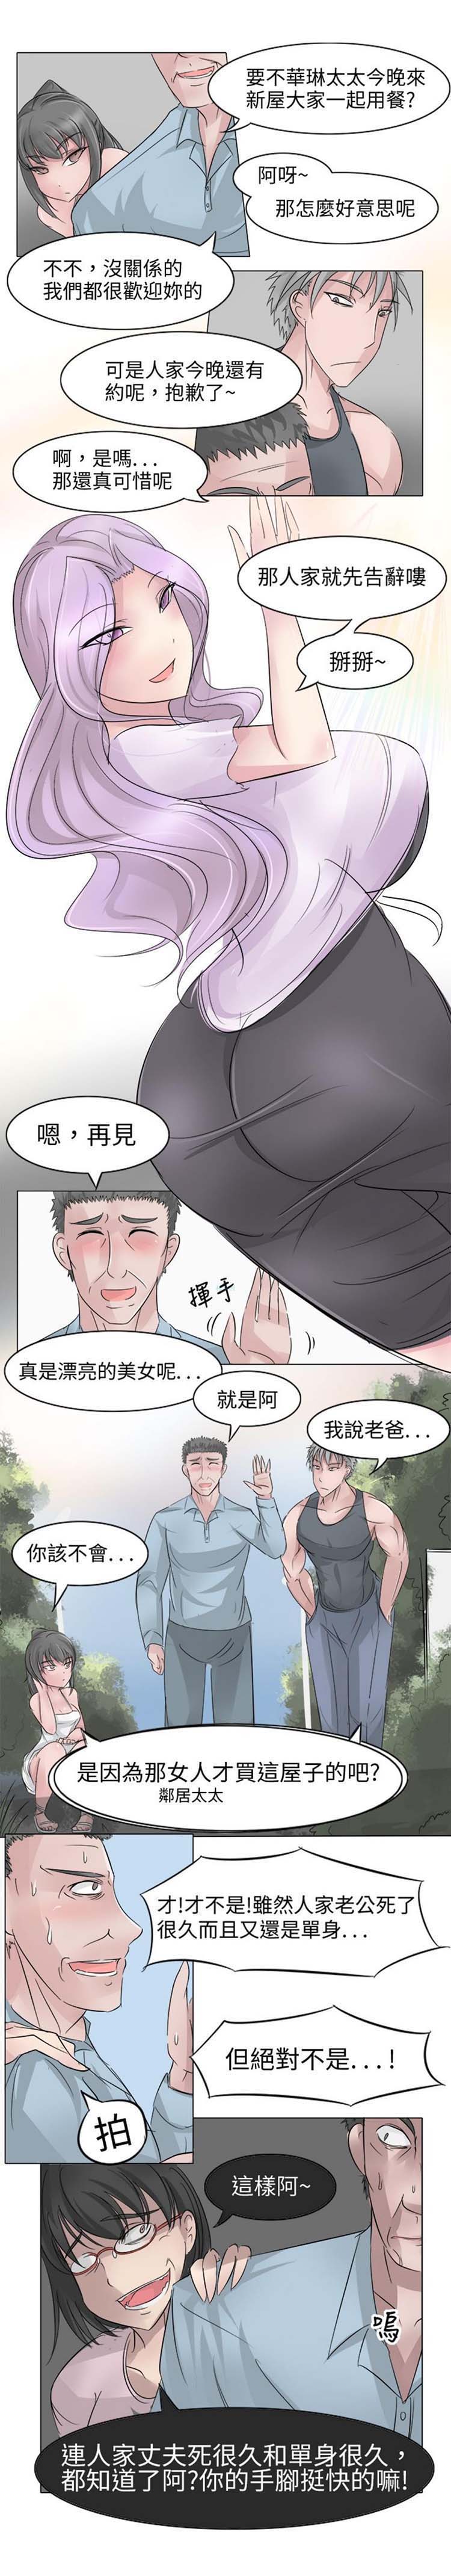 要不華琳太太今晚來
新屋大家一起用餐?
阿呀~
那怎麼好意思呢
不不，沒關係的
我們都很歡迎妳的
可是人家今晚還有
約呢，抱歉了~
啊，是嗎...
那還真可惜呢
那人家就先告辭嘍
掰掰~
嗯，再見
揮手
真是漂亮的美女呢...
就是阿
我說老爸...
你該不會...
是因為那女人才買這屋子的吧?
鄰居太太
才!才不是!雖然人家老公死了
很久而且又還是單身...
但絕對不是...!
拍
這樣阿~
嗚
連人家丈夫死很久和單身很久，
都知道了阿?你的手腳挺快的嘛!